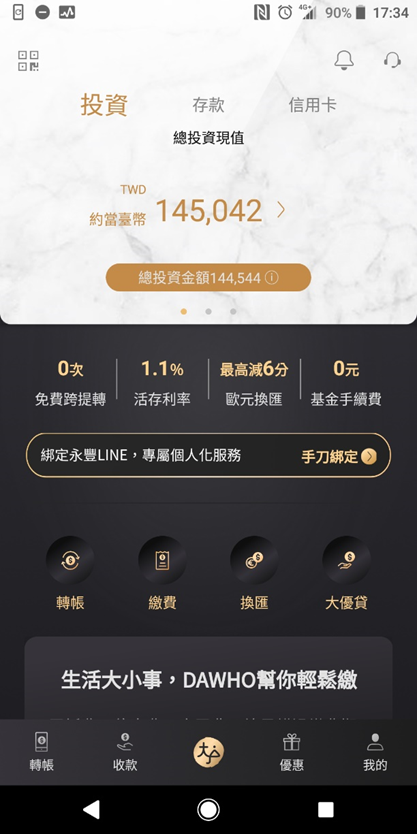 4G+ 90% 17:34
投資 存款 信用卡
總投資現值
TWD
約當臺幣 145,042
總投資金額144,544
0次 1.1% 最高減6分 0元
免費跨提轉 活存利率 歐元換匯 基金手續費
綁定永豐LINE，專屬個人化服務 手刀綁定
轉帳 繳費 換匯 大優貸
生活大小事，DAWHO幫你輕鬆繳
轉帳 收款 優惠 我的